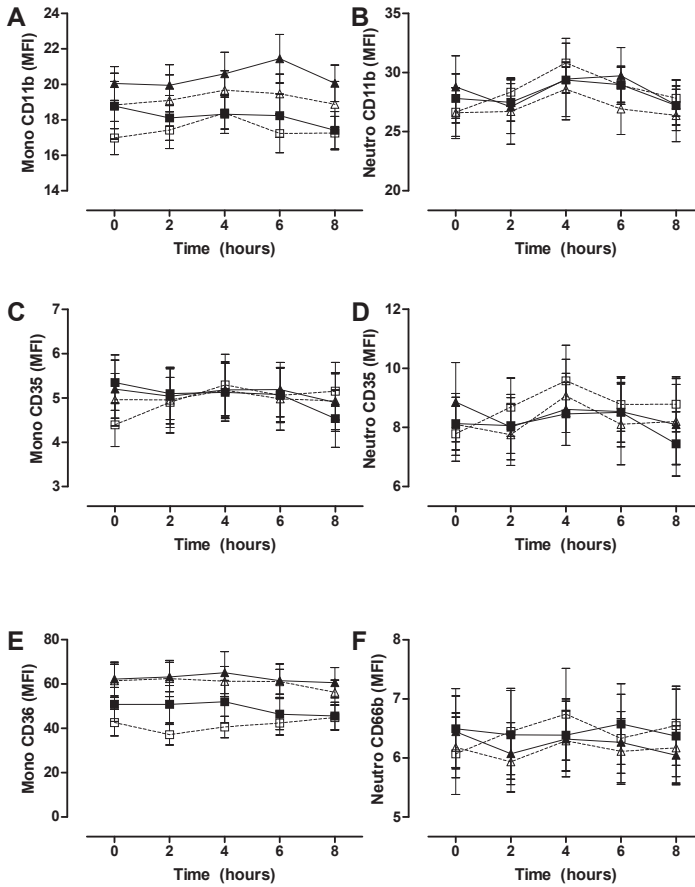 A
Mono CD11b (MFI)
24
22
20
18
16
14
0 2 4 6 8
Time (hours)
B
Neutro CD11b (MFI)
35
30
25
20
0 2 4 6 8
Time (hours)
C
Mono CD35 (MFI)
7
6
5
4
3
0 2 4 6 8
Time (hours)
D
Neutro CD35 (MFI)
12
10
8
6
0 2 4 6 8
Time (hours)
E
Mono CD36 (MFI)
80
60
40
20
0
0 2 4 6 8
Time (hours)
F
Neutro CD66b (MFI)
8
7
6
5
0 2 4 6 8
Time (hours)